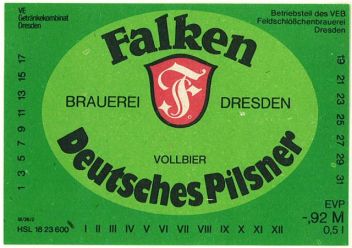 VE
Getränkekombinat
Dresden
Betriebsteil des VEB
Feldschlößchenbrauerei
Dresden
Falken
F
BRAUEREI DRESDEN
VOLLBIER
Deutsches Pilsner
1 3 5 7 9 11 13 15 17
19 21 23 25 27 29 31
HSL 16 23 600
I II III IV V VI VII VIII IX X XI XII
EVP
-,92 M
0,5 l